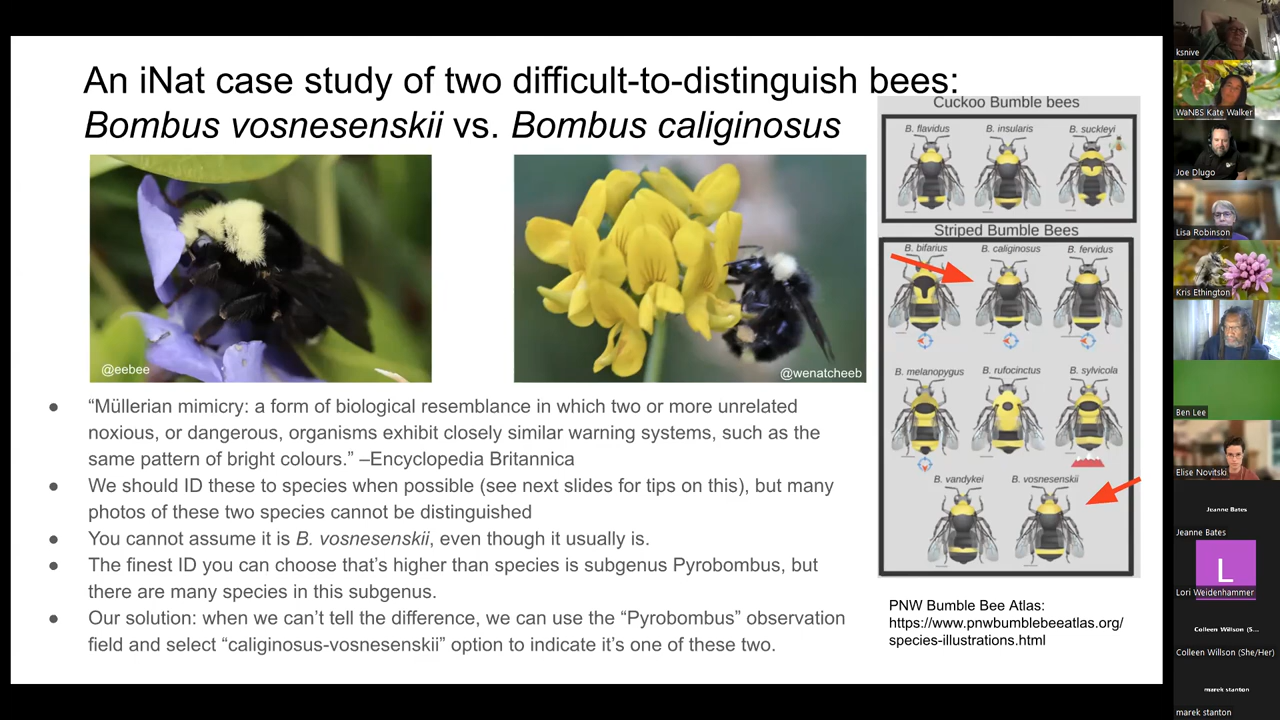 An iNat case study of two difficult-to-distinguish bees:
Bombus vosnesenskii vs. Bombus caliginosus
@eebee
@wenatcheeb
● “Müllerian mimicry: a form of biological resemblance in which two or more unrelated
noxious, or dangerous, organisms exhibit closely similar warning systems, such as the
same pattern of bright colours.” –Encyclopedia Britannica
● We should ID these to species when possible (see next slides for tips on this), but many
photos of these two species cannot be distinguished
● You cannot assume it is B. vosnesenskii, even though it usually is.
● The finest ID you can choose that’s higher than species is subgenus Pyrobombus, but
there are many species in this subgenus.
● Our solution: when we can’t tell the difference, we can use the “Pyrobombus” observation
field and select “caliginosus-vosnesenskii” option to indicate it’s one of these two.
Cuckoo Bumble bees
B. flavidus B. insularis B. suckleyi
Striped Bumble Bees
B. bifarius B. caliginosus B. fervidus
B. melanopygus B. rufocinctus B. sylvicola
B. vandykei B. vosnesenskii
PNW Bumble Bee Atlas:
https://www.pnwbumblebeeatlas.org/
species-illustrations.html
ksnive
WaNBS Kate Walker
Joe Dlugo
Lisa Robinson
Kris Ethington
Ben Lee
Elise Novitski
Jeanne Bates
Jeanne Bates
L
Lori Weidenhammer
Colleen Willson (S...
Colleen Willson (She/Her)
marek stanton
marek stanton